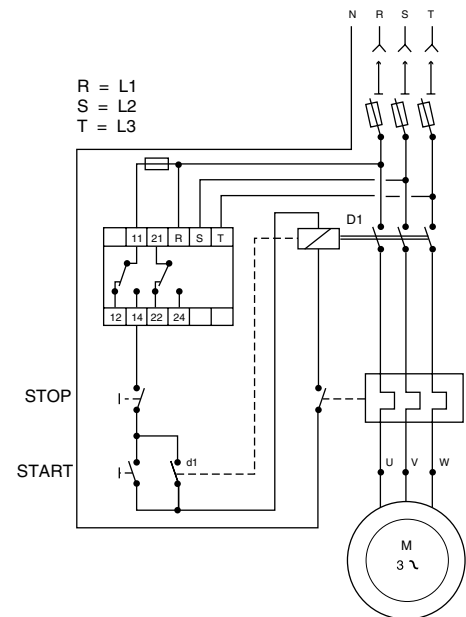 N R S T
R = L1
S = L2
T = L3
D1
11 21 R S T
12 14 22 24
STOP
START
d1
U V W
M
3 ~